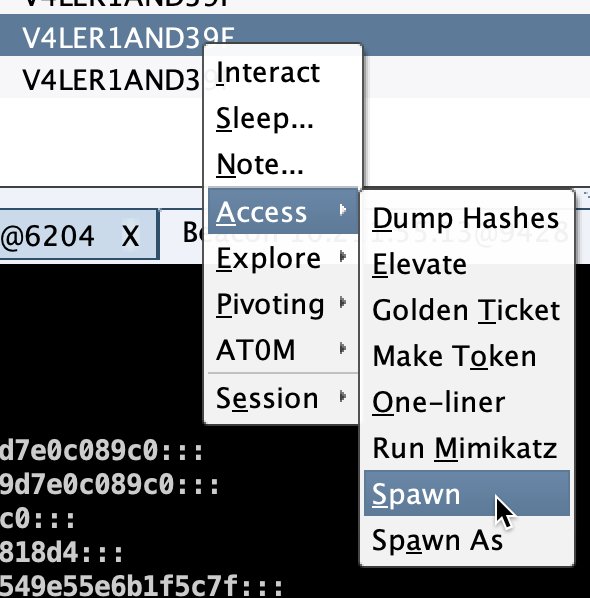 V4LER1AND39F
V4LER1AND39F
V4LER1AND3
Interact
Sleep...
Note...
Access
Explore
Pivoting
AT0M
Session
Dump Hashes
Elevate
Golden Ticket
Make Token
One-liner
Run Mimikatz
Spawn
Spawn As
@6204 X
d7e0c089c0:::
9d7e0c089c0:::
c0:::
818d4:::
549e55e6b1f5c7f:::